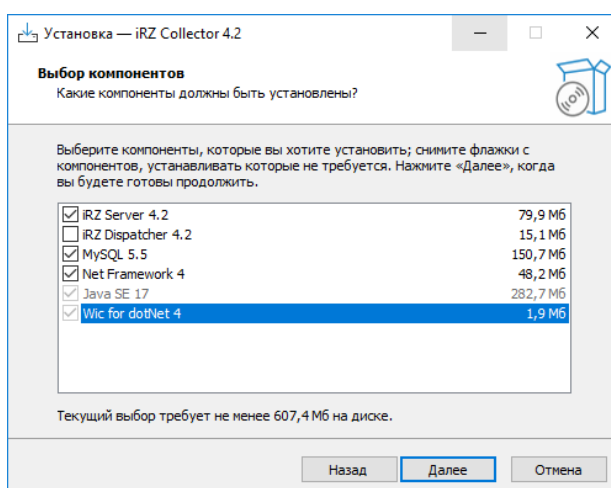 Установка — iRZ Collector 4.2
Выбор компонентов
Какие компоненты должны быть установлены?
Выберите компоненты, которые вы хотите установить; снимите флажки с
компонентов, устанавливать которые не требуется. Нажмите «Далее», когда
вы будете готовы продолжить.
iRZ Server 4.2 79,9 Мб
iRZ Dispatcher 4.2 15,1 Мб
MySQL 5.5 150,7 Мб
Net Framework 4 48,2 Мб
Java SE 17 282,7 Мб
Wic for dotNet 4 1,9 Мб
Текущий выбор требует не менее 607,4 Мб на диске.
Назад Далее Отмена